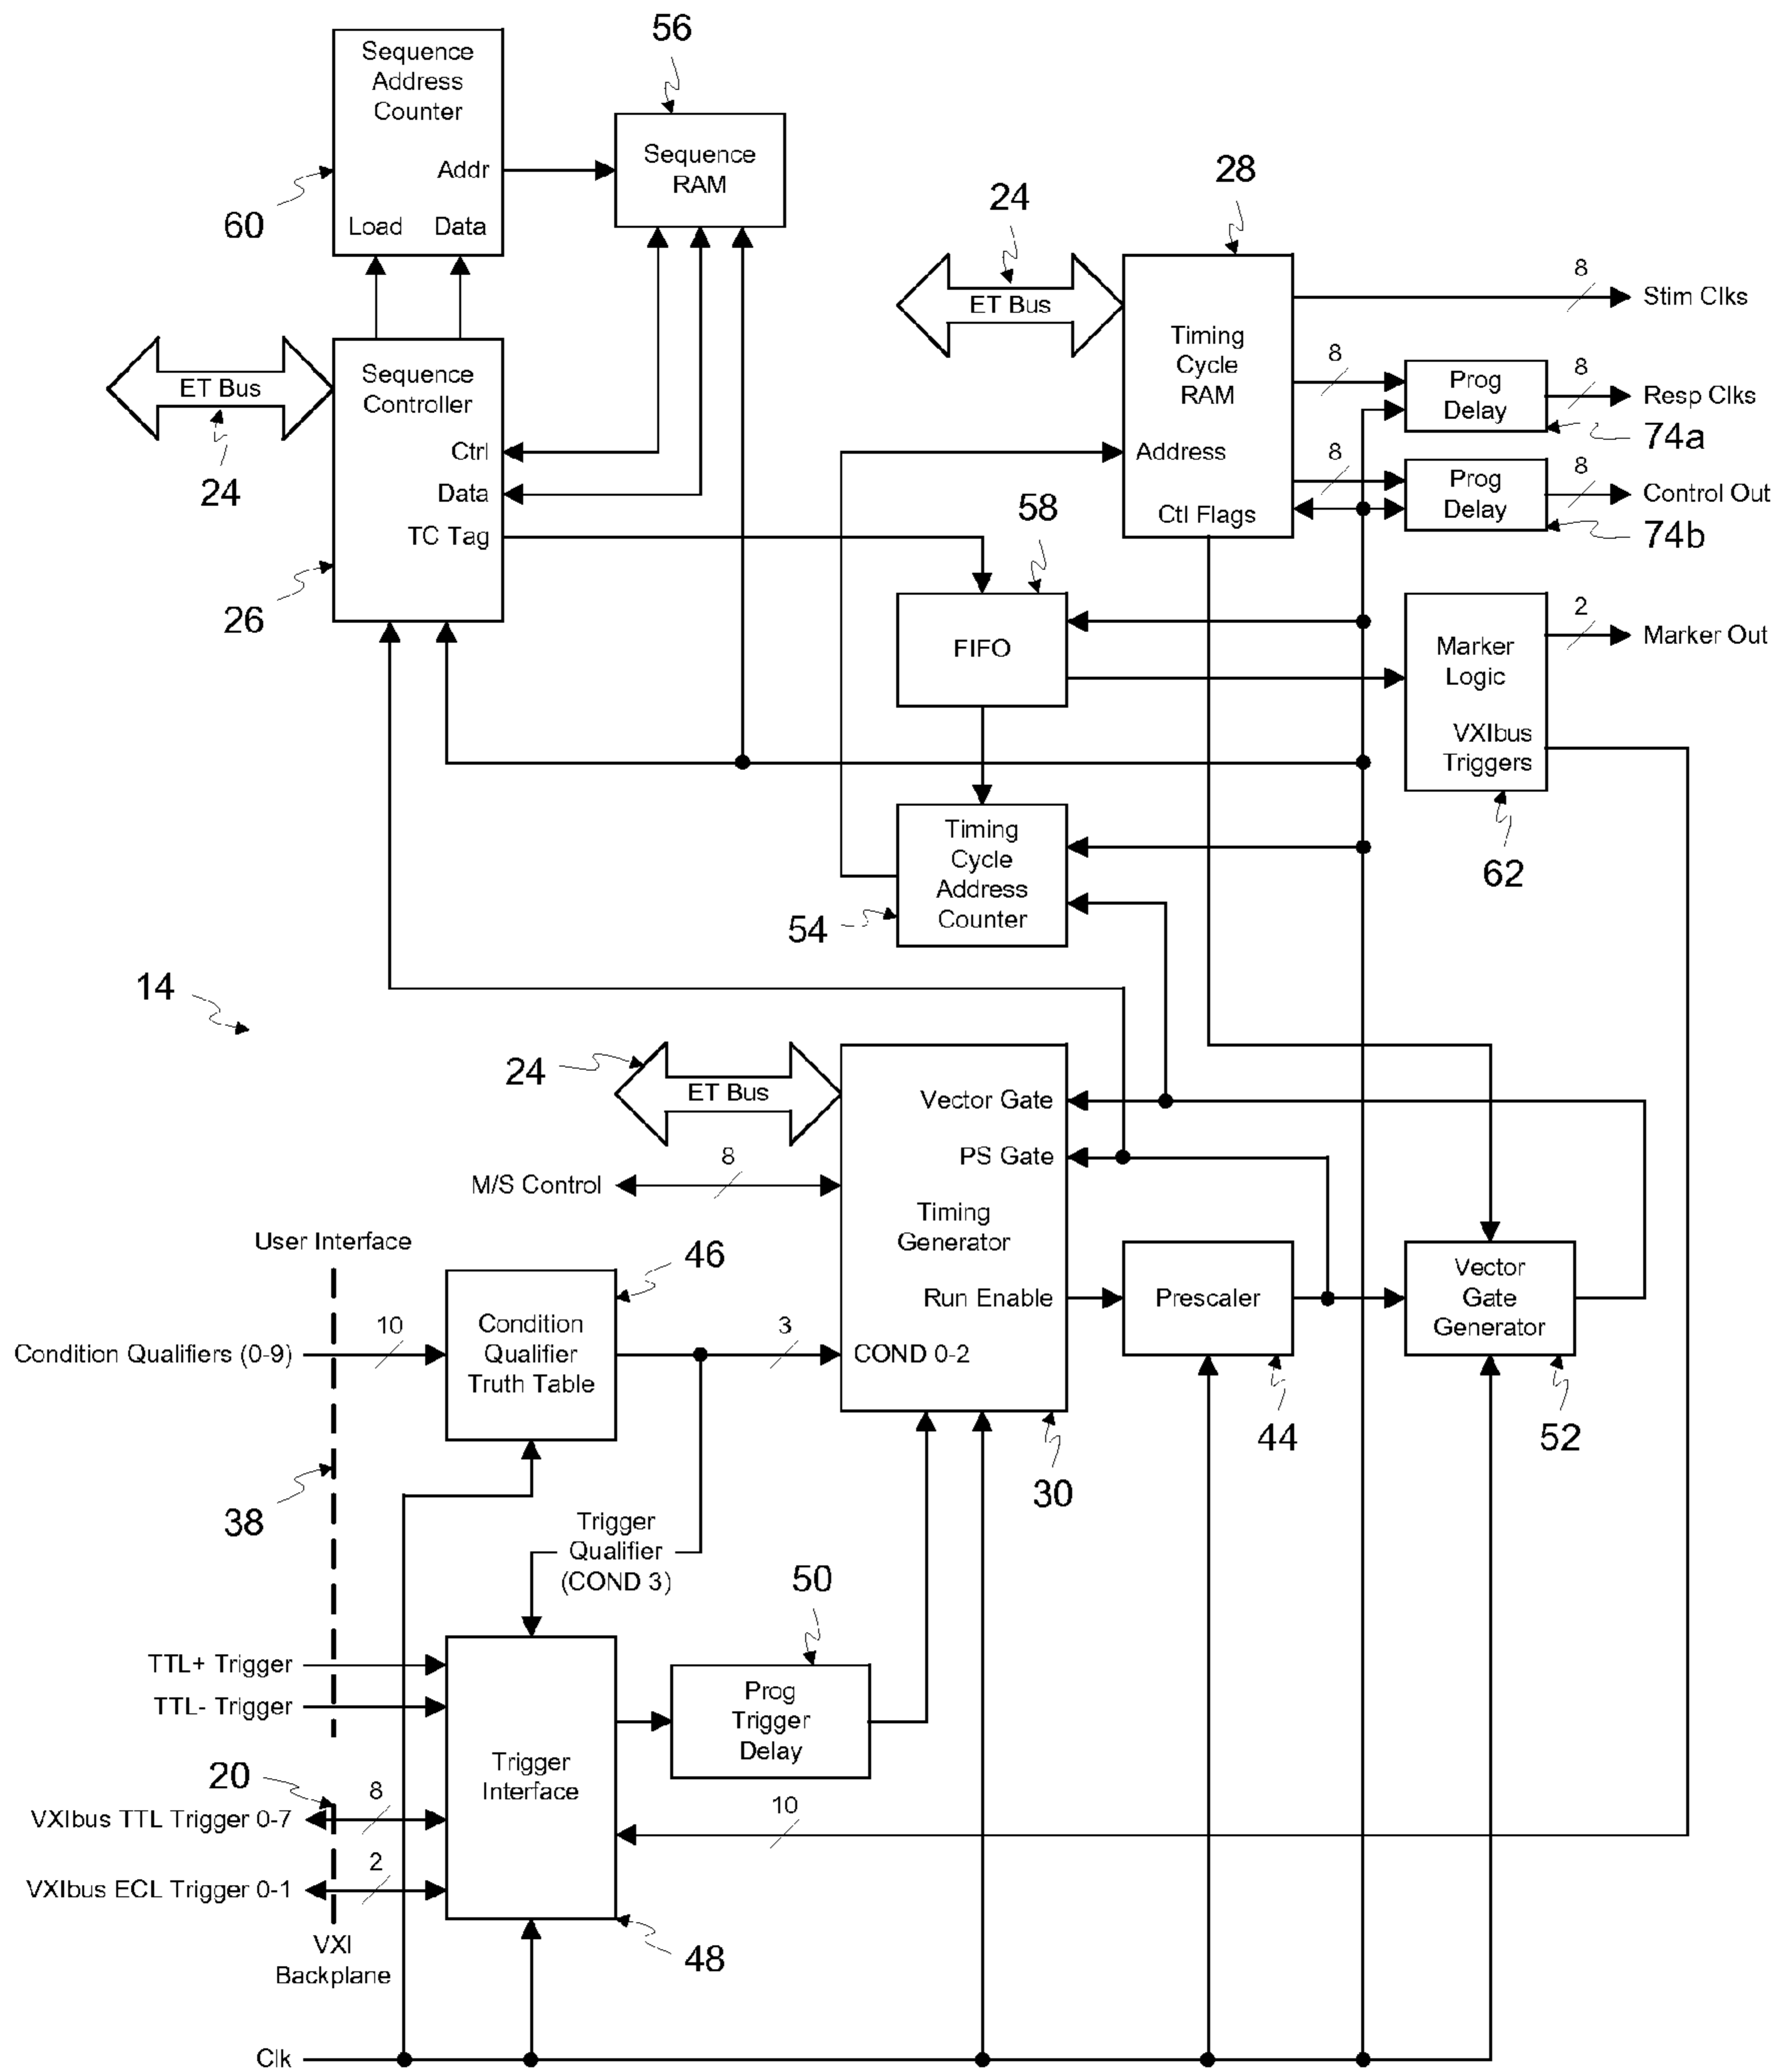 56
Sequence
Address
Counter
Addr
Load Data
60
Sequence
RAM
28
24
ET Bus
Timing
Cycle
RAM
Address
Ctl Flags
8
Stim Clks
8
Prog
Delay
8
Resp Clks
74a
8
Prog
Delay
8
Control Out
74b
ET Bus
24
Sequence
Controller
Ctrl
Data
TC Tag
26
58
FIFO
Marker
Logic
VXIbus
Triggers
2
Marker Out
62
Timing
Cycle
Address
Counter
54
14
24
ET Bus
Vector Gate
PS Gate
Timing
Generator
Run Enable
COND 0-2
30
8
M/S Control
User Interface
46
Condition
Qualifier
Truth Table
10
Condition Qualifiers (0-9)
3
Prescaler
44
Vector
Gate
Generator
52
38
Trigger
Qualifier
(COND 3)
50
TTL+ Trigger
TTL- Trigger
Prog
Trigger
Delay
Trigger
Interface
20
8
VXIbus TTL Trigger 0-7
10
2
VXIbus ECL Trigger 0-1
VXI
Backplane
48
Clk